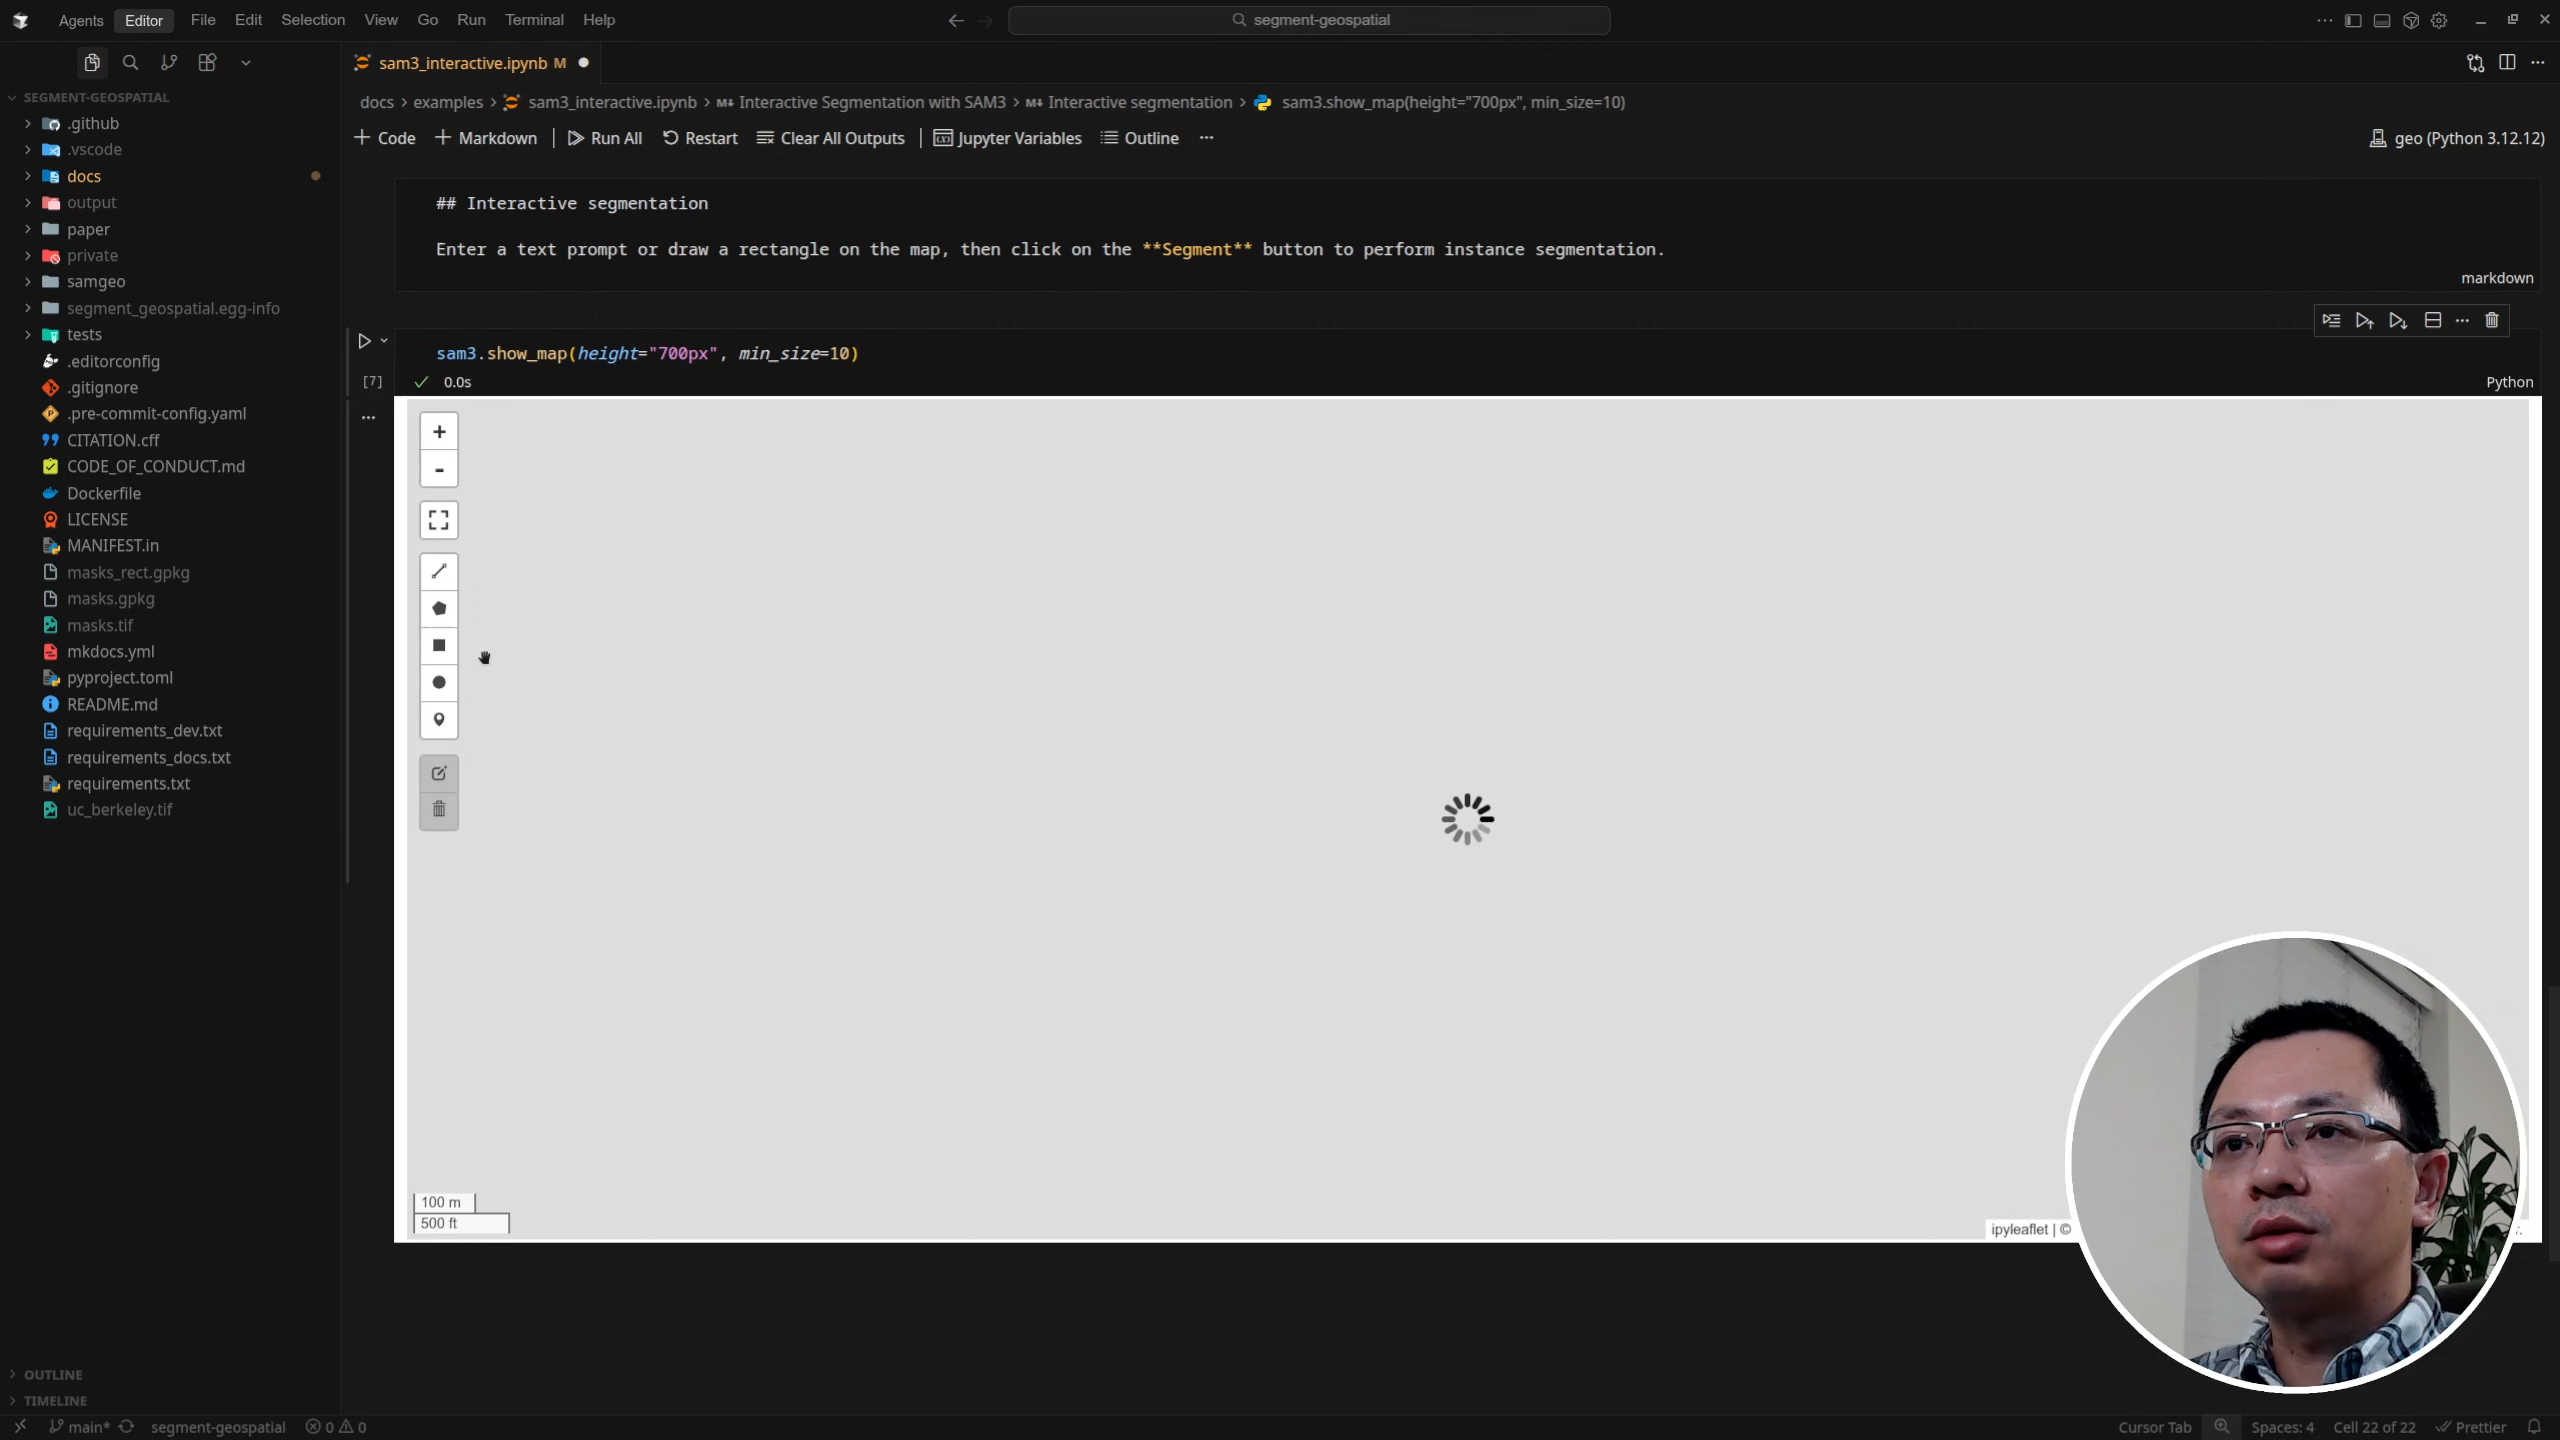 Agents Editor File Edit Selection View Go Run Terminal Help
segment-geospatial
sam3_interactive.ipynb M
SEGMENT-GEOSPATIAL
.github
.vscode
docs
output
paper
private
samgeo
segment_geospatial.egg-info
tests
.editorconfig
.gitignore
.pre-commit-config.yaml
CITATION.cff
CODE_OF_CONDUCT.md
Dockerfile
LICENSE
MANIFEST.in
masks_rect.gpkg
masks.gpkg
masks.tif
mkdocs.yml
pyproject.toml
README.md
requirements_dev.txt
requirements_docs.txt
requirements.txt
uc_berkeley.tif
OUTLINE
TIMELINE
docs > examples > sam3_interactive.ipynb > M↓ Interactive Segmentation with SAM3 > M↓ Interactive segmentation > sam3.show_map(height="700px", min_size=10)
+ Code + Markdown | Run All Restart Clear All Outputs | Jupyter Variables Outline ···
geo (Python 3.12.12)
## Interactive segmentation
Enter a text prompt or draw a rectangle on the map, then click on the **Segment** button to perform instance segmentation.
markdown
sam3.show_map(height="700px", min_size=10)
[7] 0.0s
Python
+
-
100 m
500 ft
ipyleaflet | ©
main* segment-geospatial 0 0
Cursor Tab Spaces: 4 Cell 22 of 22 Prettier